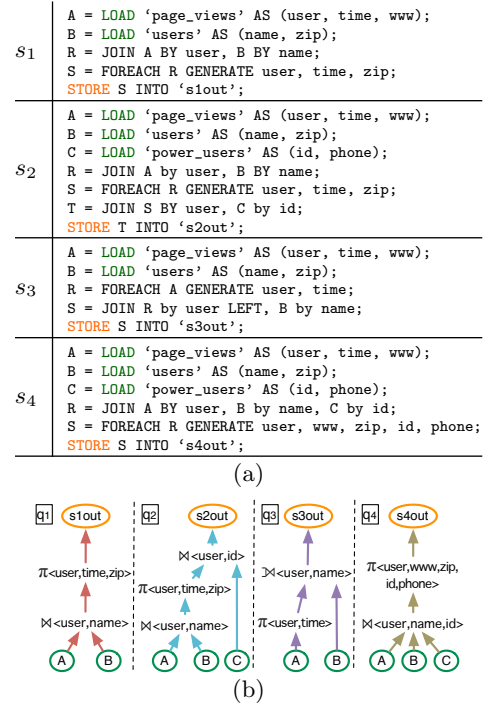 s1
A = LOAD ‘page_views’ AS (user, time, www);
B = LOAD ‘users’ AS (name, zip);
R = JOIN A BY user, B BY name;
S = FOREACH R GENERATE user, time, zip;
STORE S INTO ‘s1out’;
s2
A = LOAD ‘page_views’ AS (user, time, www);
B = LOAD ‘users’ AS (name, zip);
C = LOAD ‘power_users’ AS (id, phone);
R = JOIN A by user, B BY name;
S = FOREACH R GENERATE user, time, zip;
T = JOIN S BY user, C by id;
STORE T INTO ‘s2out’;
s3
A = LOAD ‘page_views’ AS (user, time, www);
B = LOAD ‘users’ AS (name, zip);
R = FOREACH A GENERATE user, time;
S = JOIN R by user LEFT, B by name;
STORE S INTO ‘s3out’;
s4
A = LOAD ‘page_views’ AS (user, time, www);
B = LOAD ‘users’ AS (name, zip);
C = LOAD ‘power_users’ AS (id, phone);
R = JOIN A BY user, B by name, C by id;
S = FOREACH R GENERATE user, www, zip, id, phone;
STORE S INTO ‘s4out’;
(a)
q1
s1out
π<user,time,zip>
⋈<user,name>
A B
q2
s2out
⋈<user,id>
π<user,time,zip>
⋈<user,name>
A B C
q3
s3out
⟕<user,name>
π<user,time>
A B
q4
s4out
π<user,www,zip,
id,phone>
⋈<user,name,id>
A B C
(b)